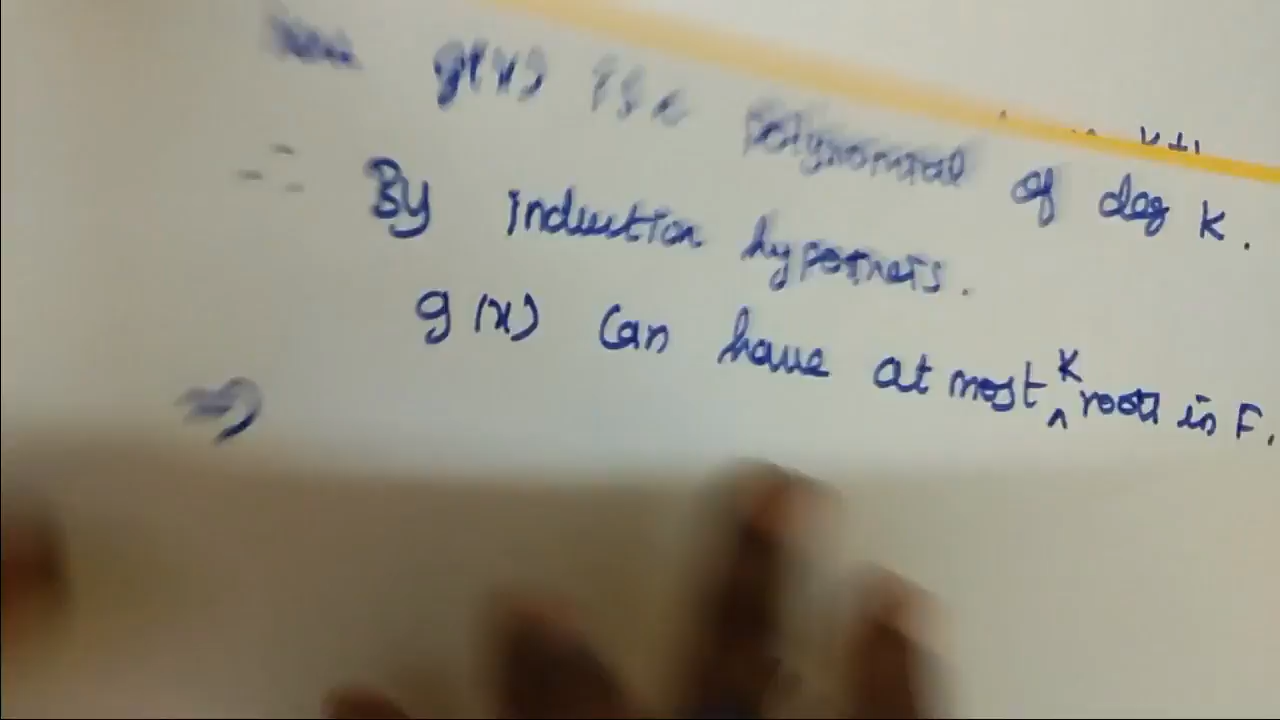 g(x) is a polynomial of deg K.
∴ By induction hypothesis.
g(x) can have at most K roots in F.
⇒